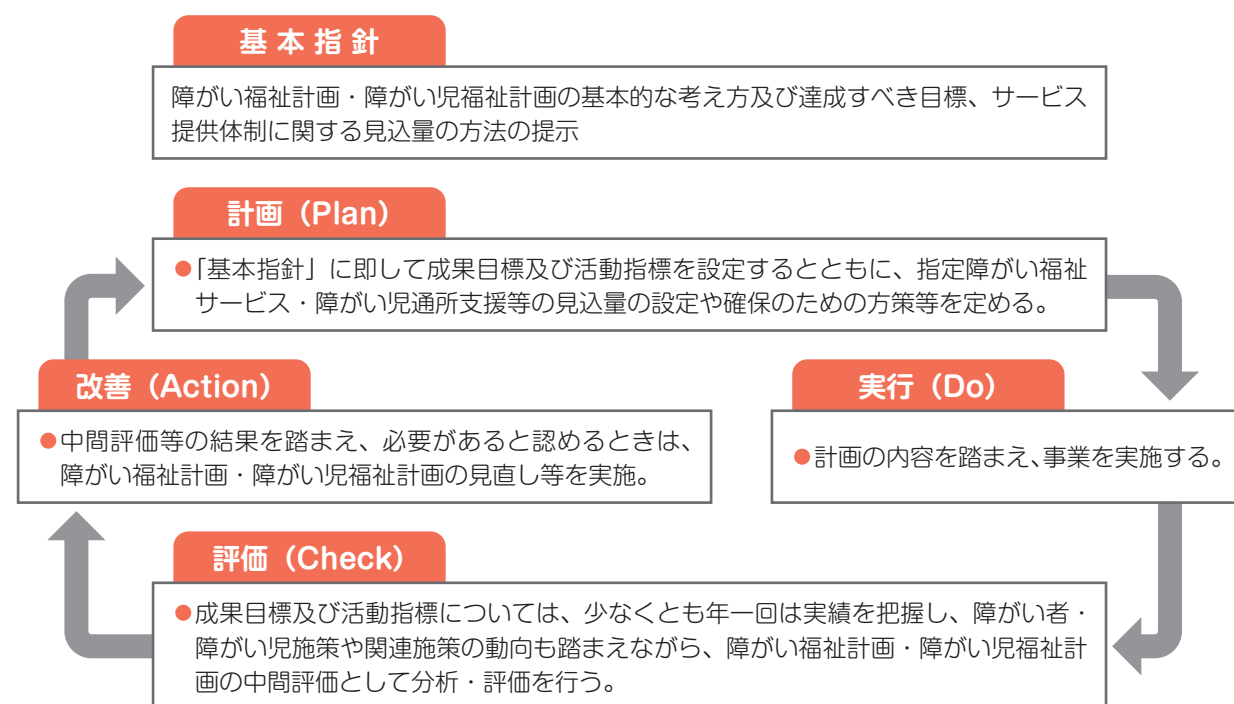 基本指針
障がい福祉計画・障がい児福祉計画の基本的な考え方及び達成すべき目標、サービス
提供体制に関する見込量の方法の提示
計画（Plan）
●「基本指針」に即して成果目標及び活動指標を設定するとともに、指定障がい福祉
サービス・障がい児通所支援等の見込量の設定や確保のための方策等を定める。
改善（Action）
●中間評価等の結果を踏まえ、必要があると認めるときは、
障がい福祉計画・障がい児福祉計画の見直し等を実施。
実行（Do）
●計画の内容を踏まえ、事業を実施する。
評価（Check）
●成果目標及び活動指標については、少なくとも年一回は実績を把握し、障がい者・
障がい児施策や関連施策の動向も踏まえながら、障がい福祉計画・障がい児福祉計
画の中間評価として分析・評価を行う。